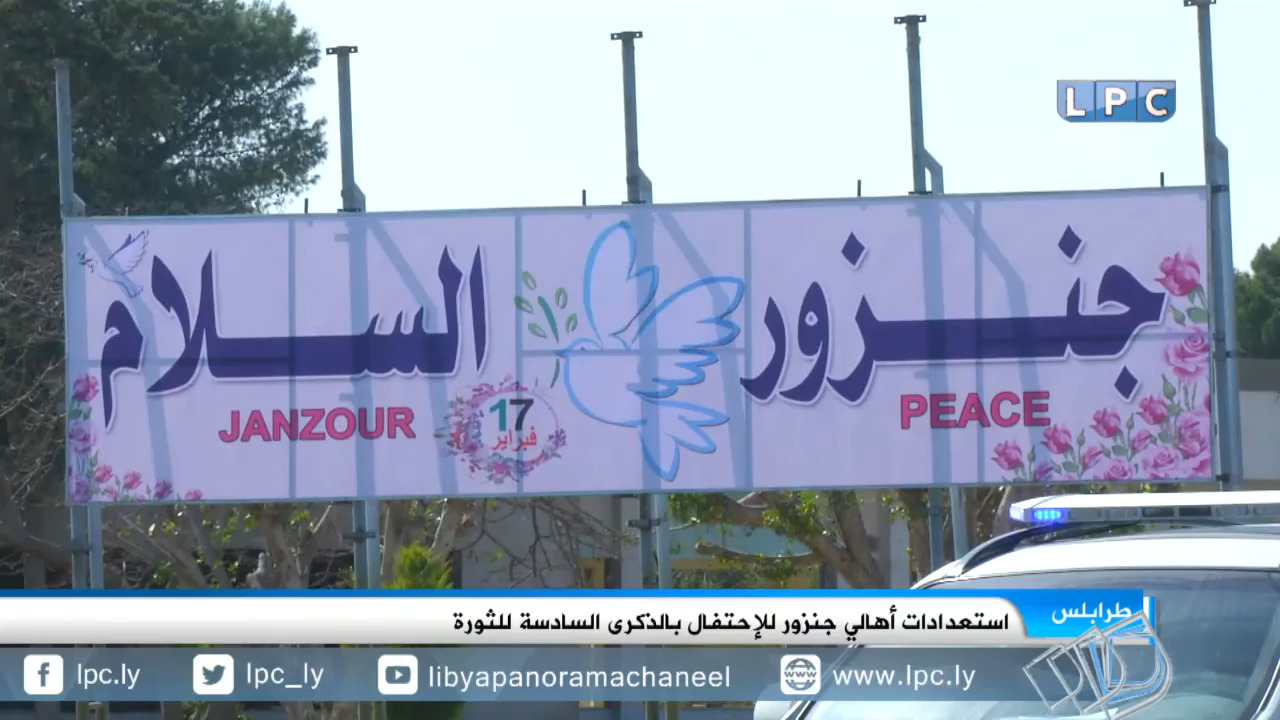 LPC
جنزور السلام
JANZOUR PEACE
17
فبراير
طرابلس
استعدادات أهالي جنزور للإحتفال بالذكرى السادسة للثورة
lpc.ly
lpc_ly
libyapanoramachaneel
www.lpc.ly